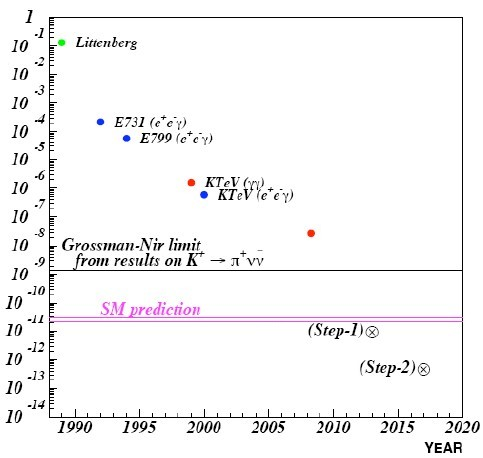 1
10 -1
10 -2
10 -3
10 -4
10 -5
10 -6
10 -7
10 -8
10 -9
10 -10
10 -11
10 -12
10 -13
10 -14
Littenberg
E731 (e+e-γ)
E799 (e+e-γ)
KTeV (γγ)
KTeV (e+e-γ)
Grossman-Nir limit
from results on K+ → π+νν̄
SM prediction
(Step-1)
(Step-2)
1990 1995 2000 2005 2010 2015 2020
YEAR